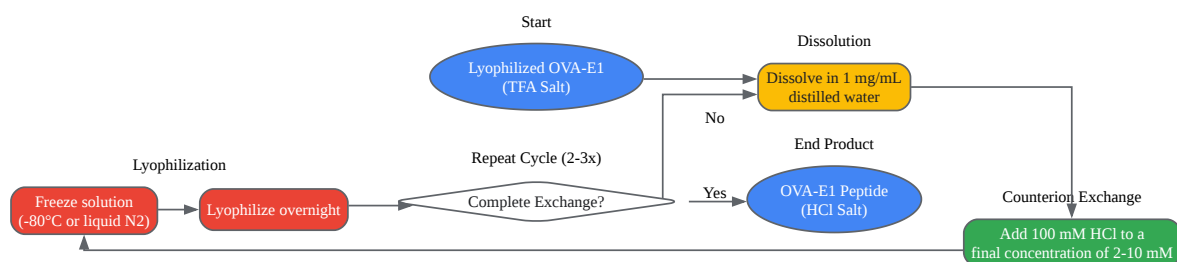 Start
Lyophilized OVA-E1
(TFA Salt)
Dissolution
Dissolve in 1 mg/mL
distilled water
No
Lyophilization
Freeze solution
(-80°C or liquid N2)
Lyophilize overnight
Repeat Cycle (2-3x)
Complete Exchange?
Yes
End Product
OVA-E1 Peptide
(HCl Salt)
Counterion Exchange
Add 100 mM HCl to a
final concentration of 2-10 mM